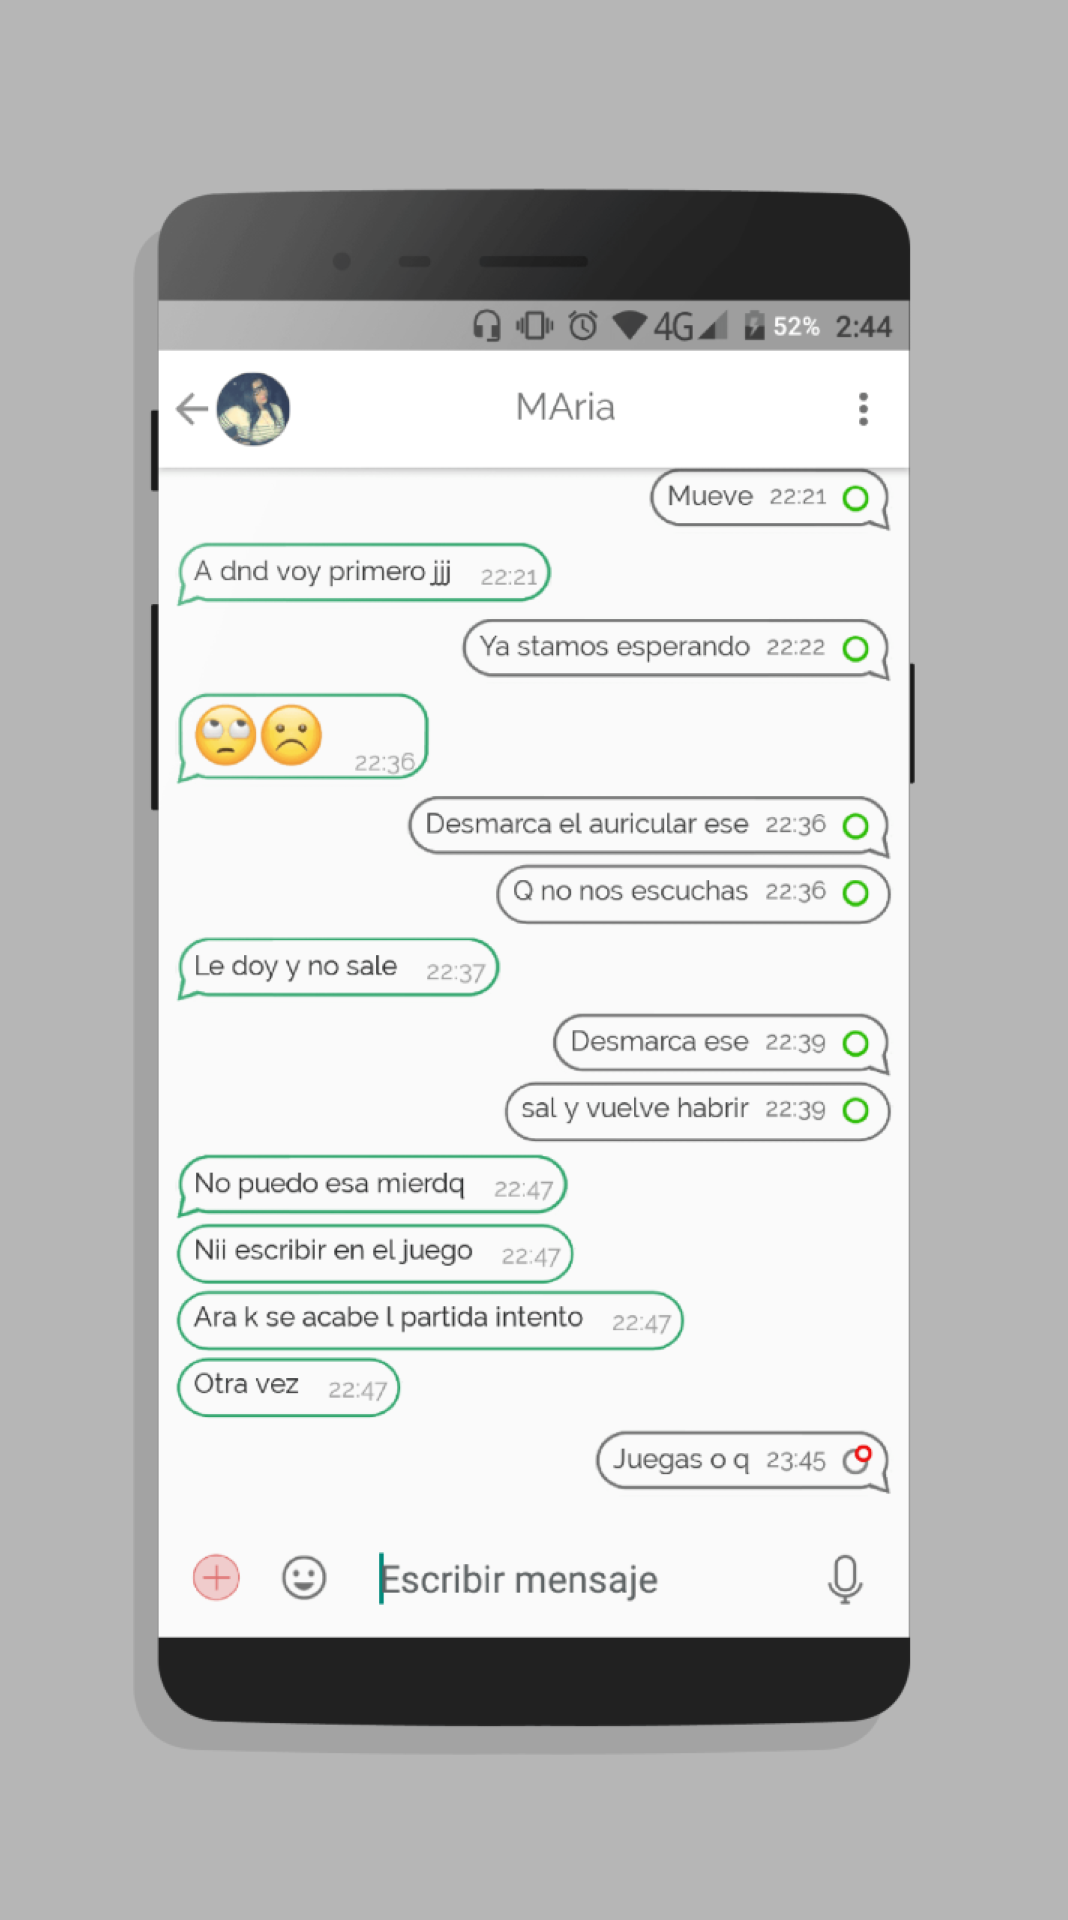 4G 52% 2:44
MAria
Mueve 22:21
A dnd voy primero jjj 22:21
Ya stamos esperando 22:22
🙄☹️ 22:36
Desmarca el auricular ese 22:36
Q no nos escuchas 22:36
Le doy y no sale 22:37
Desmarca ese 22:39
sal y vuelve habrir 22:39
No puedo esa mierdq 22:47
Nii escribir en el juego 22:47
Ara k se acabe l partida intento 22:47
Otra vez 22:47
Juegas o q 23:45
Escribir mensaje